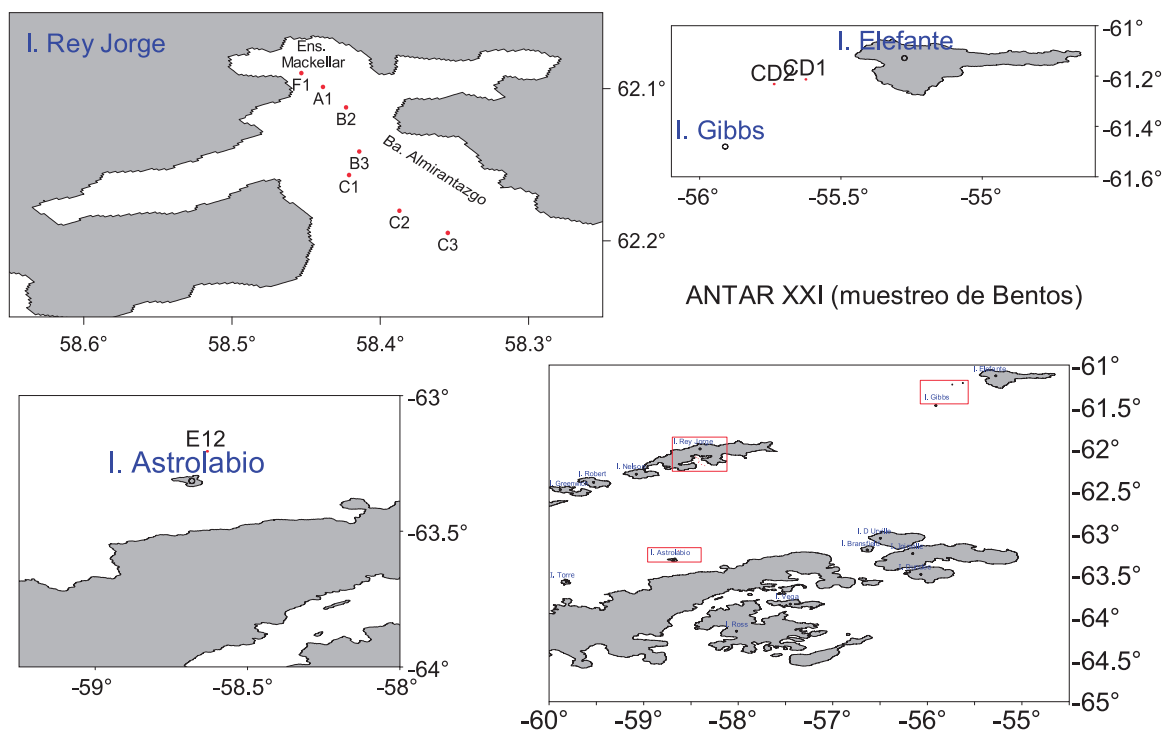 I. Rey Jorge
Ens.
Mackellar
F1
A1
B2
B3
C1
C2
C3
Ba. Almirantazgo
62.1°
62.2°
58.6°
58.5°
58.4°
58.3°
I. Elefante
CD2
CD1
I. Gibbs
-61°
-61.2°
-61.4°
-61.6°
-56°
-55.5°
-55°
ANTAR XXI (muestreo de Bentos)
E12
I. Astrolabio
-63°
-63.5°
-64°
-59°
-58.5°
-58°
I. Elefante
I. Gibbs
I. Rey Jorge
I. Nelson
I. Robert
I. D Urville
I. Astrolabio
I. Torre
I. Vega
I. Ross
-61°
-61.5°
-62°
-62.5°
-63°
-63.5°
-64°
-64.5°
-65°
-60°
-59°
-58°
-57°
-56°
-55°